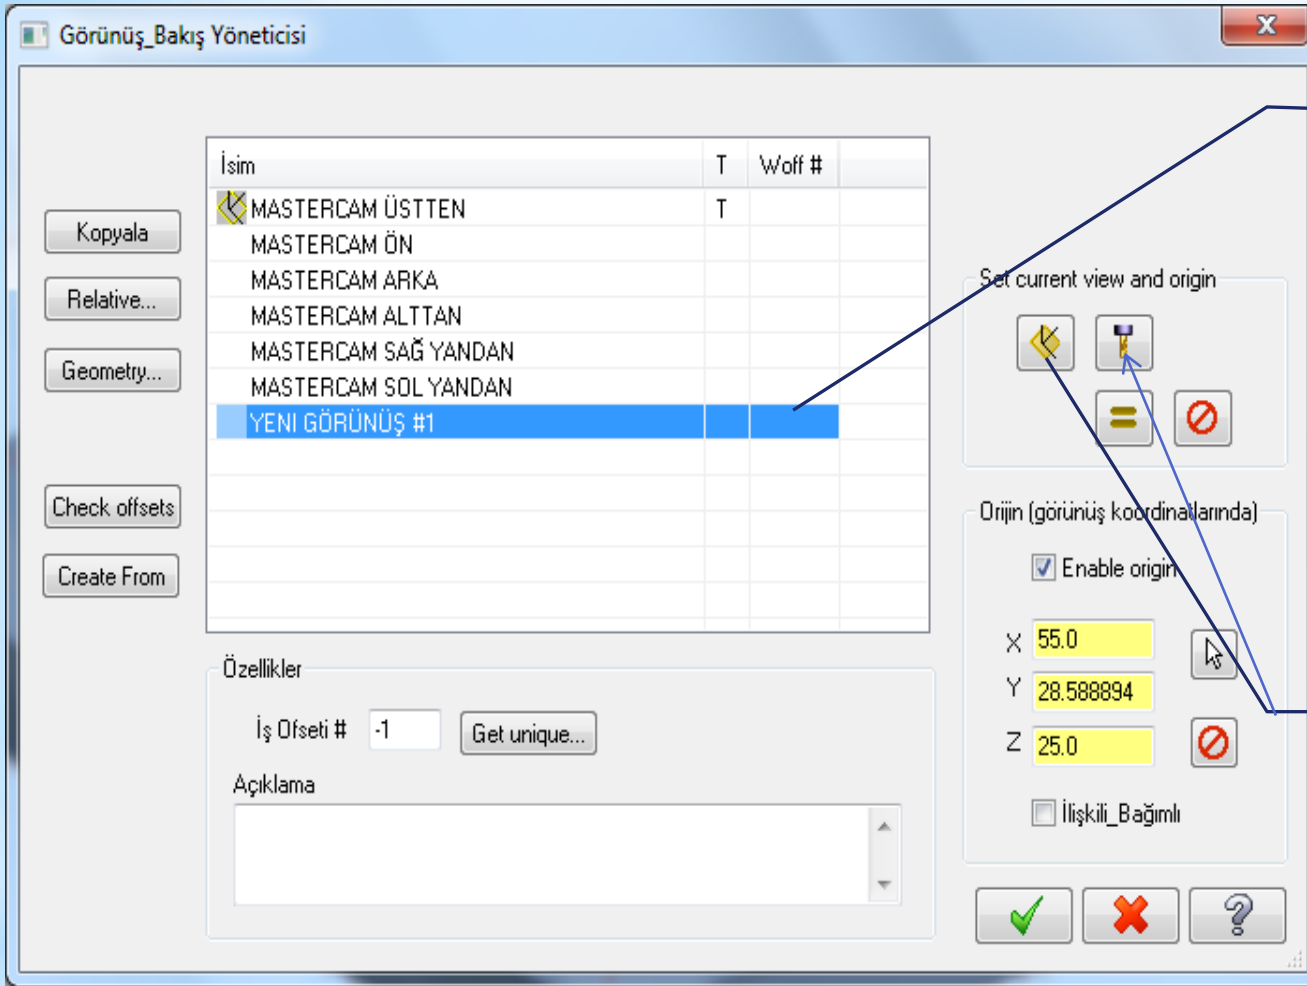 Görünüş_Bakış Yöneticisi
İsim T Woff #
MASTERCAM ÜSTTEN T
MASTERCAM ÖN
MASTERCAM ARKA
MASTERCAM ALTTAN
MASTERCAM SAĞ YANDAN
MASTERCAM SOL YANDAN
YENI GÖRÜNÜŞ #1
Kopyala
Relative...
Geometry...
Check offsets
Create From
Set current view and origin
Orijin (görünüş koordinatlarında)
Enable origin
X 55.0
Y 28.588894
Z 25.0
İlişkili_Bağımlı
Özellikler
İş Ofseti # -1 Get unique...
Açıklama